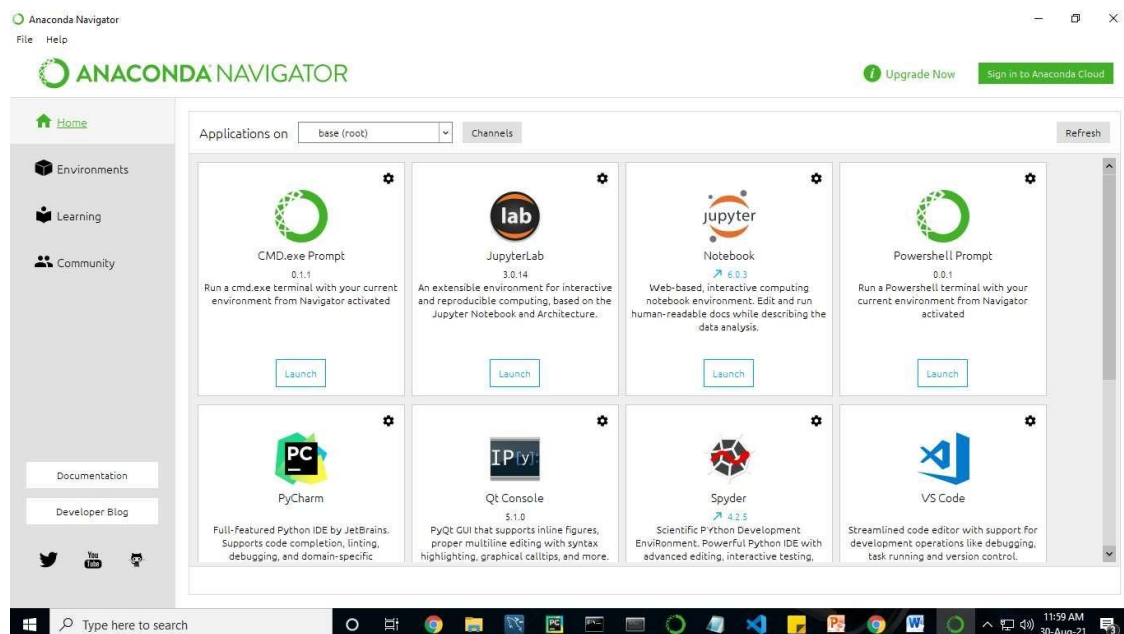 Anaconda Navigator
File Help
ANACONDA NAVIGATOR
i Upgrade Now
Sign in to Anaconda Cloud
Home
Environments
Learning
Community
Documentation
Developer Blog
You
Tube
Applications on base (root) Channels Refresh
CMD.exe Prompt
0.1.1
Run a cmd.exe terminal with your current
environment from Navigator activated
Launch
lab
JupyterLab
3.0.14
An extensible environment for interactive
and reproducible computing, based on the
Jupyter Notebook and Architecture.
Launch
jupyter
Notebook
6.0.3
Web-based, interactive computing
notebook environment. Edit and run
human-readable docs while describing the
data analysis.
Launch
Powershell Prompt
0.0.1
Run a Powershell terminal with your
current environment from Navigator
activated
Launch
PC
PyCharm
Full-featured Python IDE by JetBrains.
Supports code completion, linting,
debugging, and domain-specific
IP[y]:
Qt Console
5.1.0
PyQt GUI that supports inline figures,
proper multiline editing with syntax
highlighting, graphical calltips, and more.
Spyder
4.2.5
Scientific PYthon Development
EnviRonment. Powerful Python IDE with
advanced editing, interactive testing,
VS Code
Streamlined code editor with support for
development operations like debugging,
task running and version control.
Type here to search
PC
P
W
11:59 AM
30-Aug-21
3